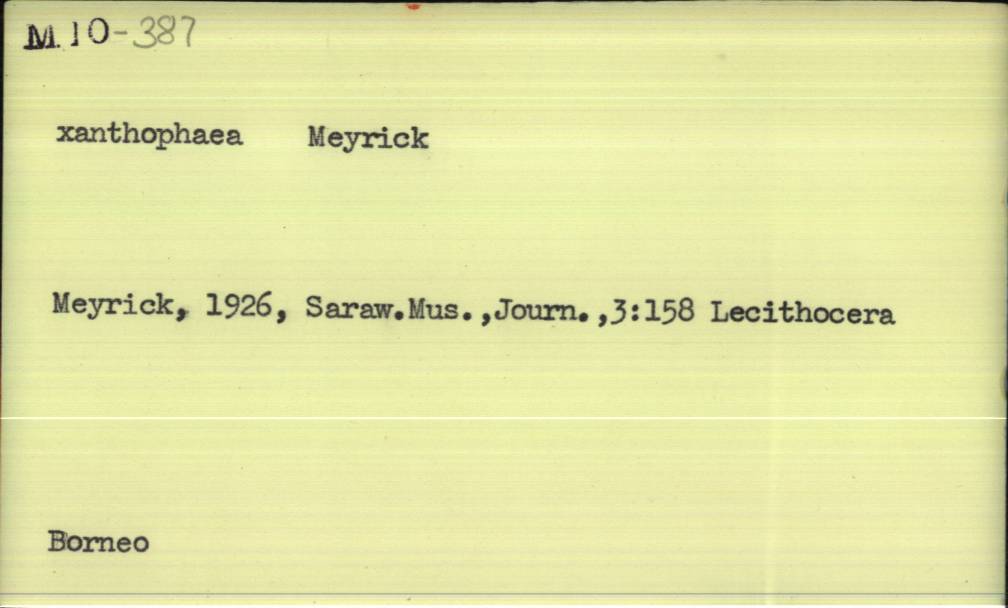 M.10-387
xanthophaea Meyrick
Meyrick, 1926, Saraw.Mus.,Journ.,3:158 Lecithocera
Borneo